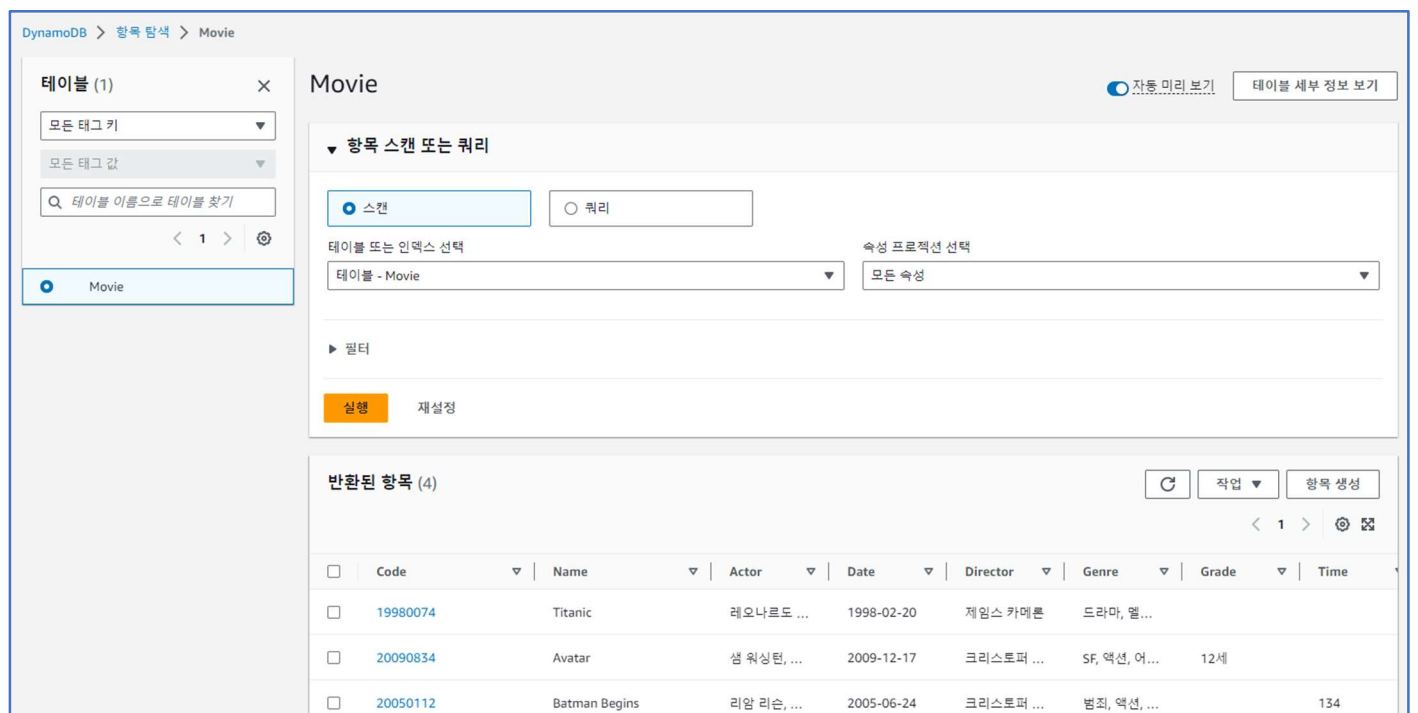 DynamoDB > 항목 탐색 > Movie
테이블 (1)
모든 태그 키
모든 태그 값
테이블 이름으로 테이블 찾기
1
Movie
Movie
자동 미리 보기
테이블 세부 정보 보기
항목 스캔 또는 쿼리
스캔
쿼리
테이블 또는 인덱스 선택
속성 프로젝션 선택
테이블 - Movie
모든 속성
필터
실행
재설정
반환된 항목 (4)
작업
항목 생성
1
Code Name Actor Date Director Genre Grade Time
19980074 Titanic 레오나르도 ... 1998-02-20 제임스 카메론 드라마, 멜...
20090834 Avatar 샘 워싱턴, ... 2009-12-17 크리스토퍼 ... SF, 액션, 어... 12세
20050112 Batman Begins 리암 리슨, ... 2005-06-24 크리스토퍼 ... 범죄, 액션, ... 134